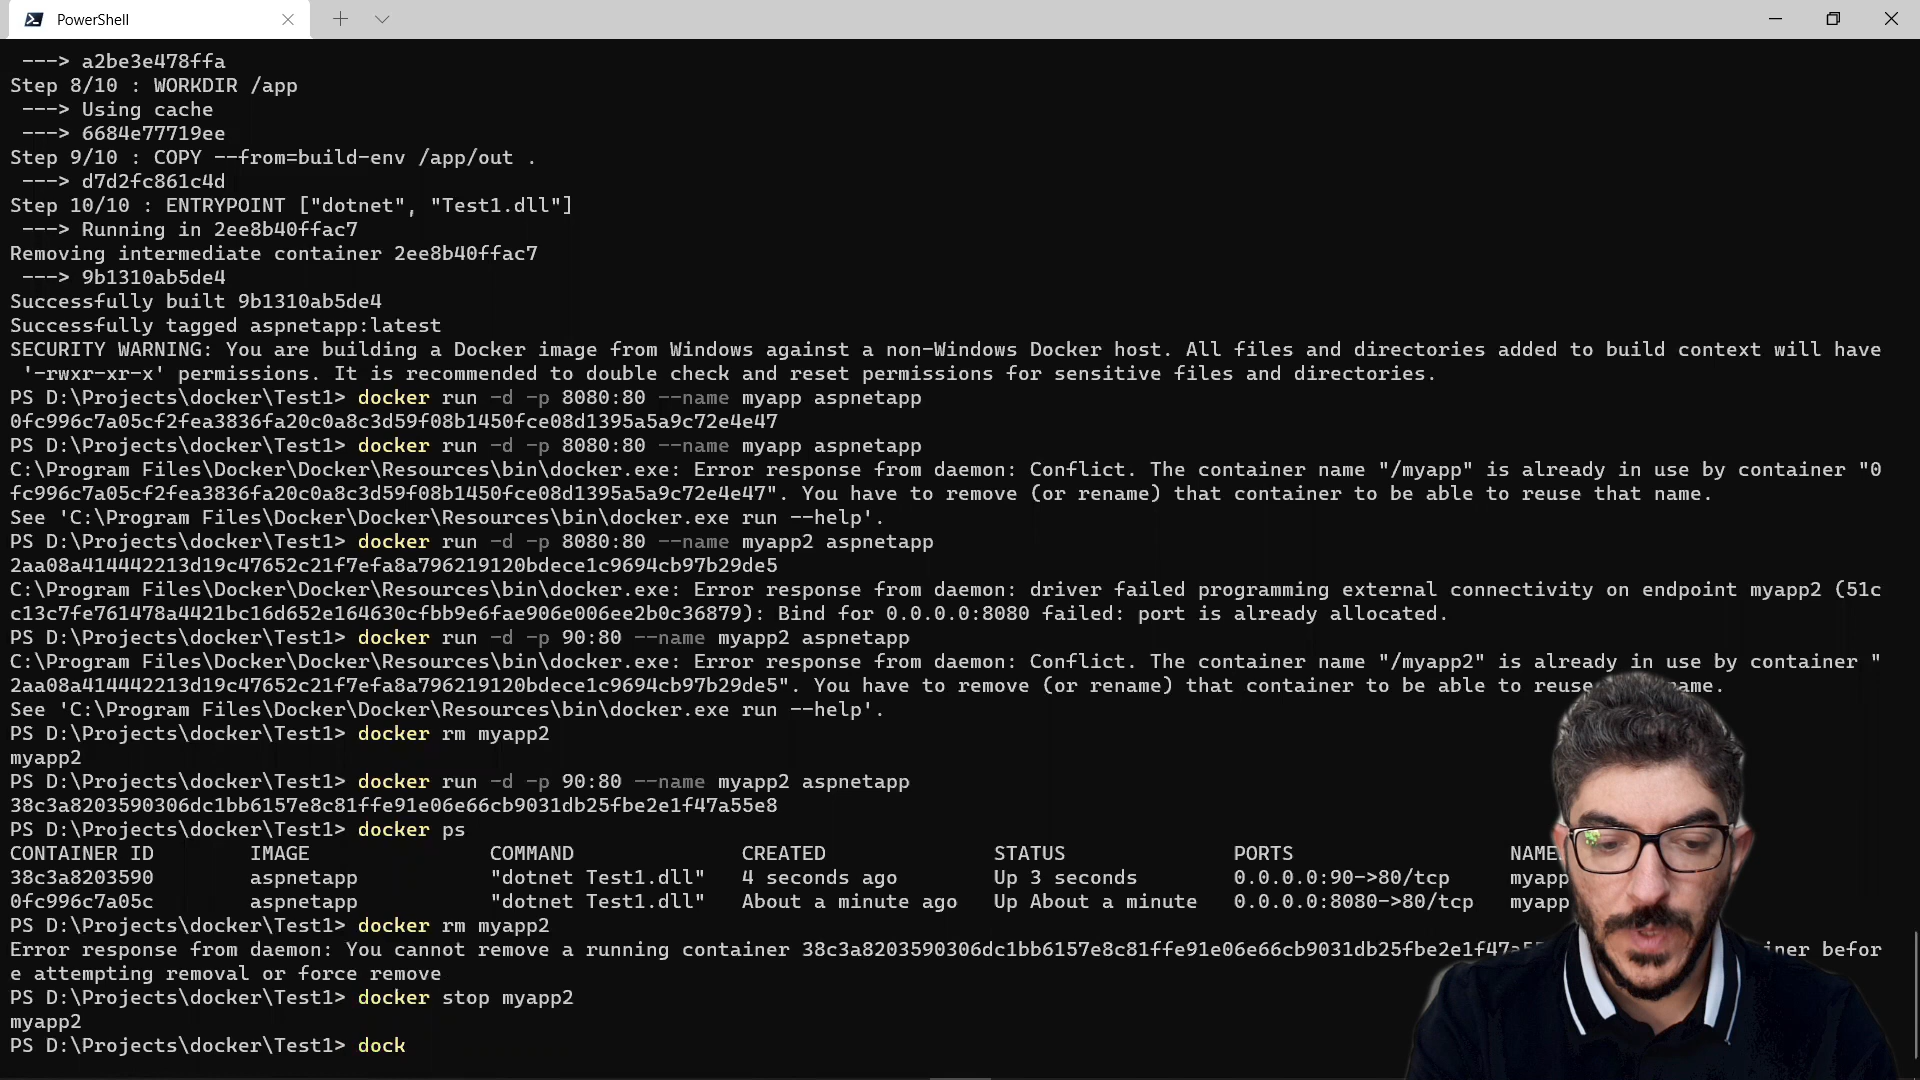 PowerShell
---> a2be3e478ffa
Step 8/10 : WORKDIR /app
---> Using cache
---> 6684e77719ee
Step 9/10 : COPY --from=build-env /app/out .
---> d7d2fc861c4d
Step 10/10 : ENTRYPOINT ["dotnet", "Test1.dll"]
---> Running in 2ee8b40ffac7
Removing intermediate container 2ee8b40ffac7
---> 9b1310ab5de4
Successfully built 9b1310ab5de4
Successfully tagged aspnetapp:latest
SECURITY WARNING: You are building a Docker image from Windows against a non-Windows Docker host. All files and directories added to build context will have
'-rwxr-xr-x' permissions. It is recommended to double check and reset permissions for sensitive files and directories.
PS D:\Projects\docker\Test1> docker run -d -p 8080:80 --name myapp aspnetapp
0fc996c7a05cf2fea3836fa20c0a8c3d59f08b1450fce08d1395a5a9c72e4e47
PS D:\Projects\docker\Test1> docker run -d -p 8080:80 --name myapp aspnetapp
C:\Program Files\Docker\Docker\Resources\bin\docker.exe: Error response from daemon: Conflict. The container name "/myapp" is already in use by container "0
fc996c7a05cf2fea3836fa20c0a8c3d59f08b1450fce08d1395a5a9c72e4e47". You have to remove (or rename) that container to be able to reuse that name.
See 'C:\Program Files\Docker\Docker\Resources\bin\docker.exe run --help'.
PS D:\Projects\docker\Test1> docker run -d -p 8080:80 --name myapp2 aspnetapp
2aa08a414442213d19c47652c21f7efa8a796219120bdece1c9694cb97b29de5
C:\Program Files\Docker\Docker\Resources\bin\docker.exe: Error response from daemon: driver failed programming external connectivity on endpoint myapp2 (51c
c13c7fe761478a4421bc16d652e164630cfbb9e6fae906e006ee2b0c36879): Bind for 0.0.0.0:8080 failed: port is already allocated.
PS D:\Projects\docker\Test1> docker run -d -p 90:80 --name myapp2 aspnetapp
C:\Program Files\Docker\Docker\Resources\bin\docker.exe: Error response from daemon: Conflict. The container name "/myapp2" is already in use by container "
2aa08a414442213d19c47652c21f7efa8a796219120bdece1c9694cb97b29de5". You have to remove (or rename) that container to be able to reuse name.
See 'C:\Program Files\Docker\Docker\Resources\bin\docker.exe run --help'.
PS D:\Projects\docker\Test1> docker rm myapp2
myapp2
PS D:\Projects\docker\Test1> docker run -d -p 90:80 --name myapp2 aspnetapp
38c3a8203590306dc1bb6157e8c81ffe91e06e66cb9031db25fbe2e1f47a55e8
PS D:\Projects\docker\Test1> docker ps
CONTAINER ID IMAGE COMMAND CREATED STATUS PORTS NAME
38c3a8203590 aspnetapp "dotnet Test1.dll" 4 seconds ago Up 3 seconds 0.0.0.0:90->80/tcp myapp
0fc996c7a05c aspnetapp "dotnet Test1.dll" About a minute ago Up About a minute 0.0.0.0:8080->80/tcp myapp
PS D:\Projects\docker\Test1> docker rm myapp2
Error response from daemon: You cannot remove a running container 38c3a8203590306dc1bb6157e8c81ffe91e06e66cb9031db25fbe2e1f47a5 iner befor
e attempting removal or force remove
PS D:\Projects\docker\Test1> docker stop myapp2
myapp2
PS D:\Projects\docker\Test1> dock